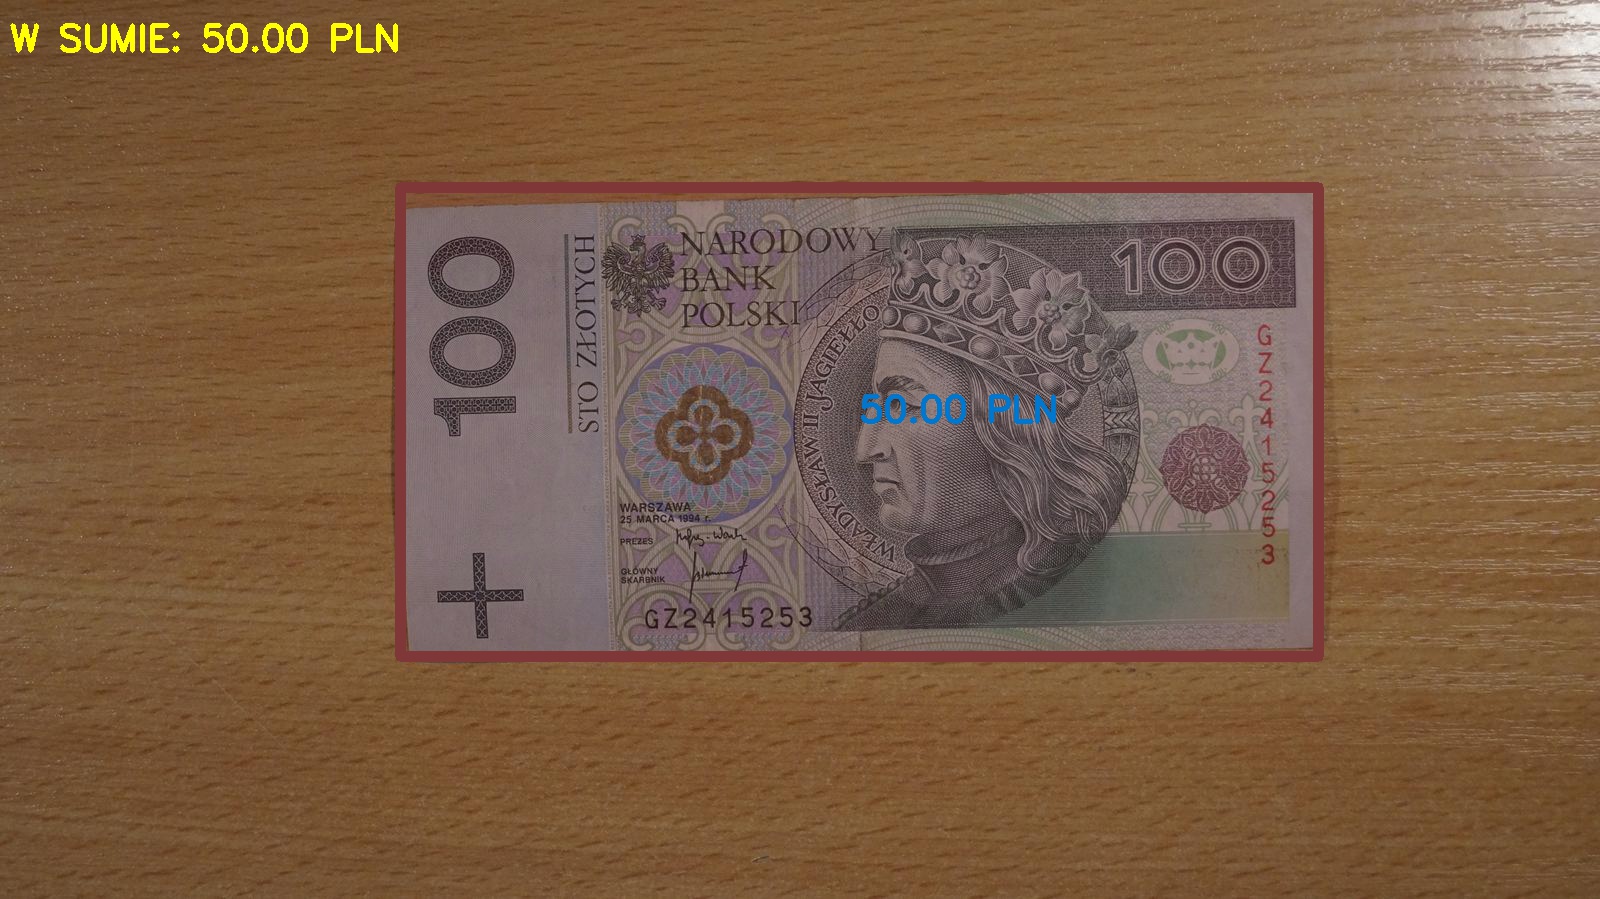 W SUMIE: 50.00 PLN
100
STO ZŁOTYCH
NARODOWY
BANK
POLSKI
100
WŁADYSŁAW II JAGIEŁŁO
50.00 PLN
GZ2415253
WARSZAWA
25 MARCA 1994 r.
PREZES
GŁÓWNY
SKARBNIK
GZ2415253